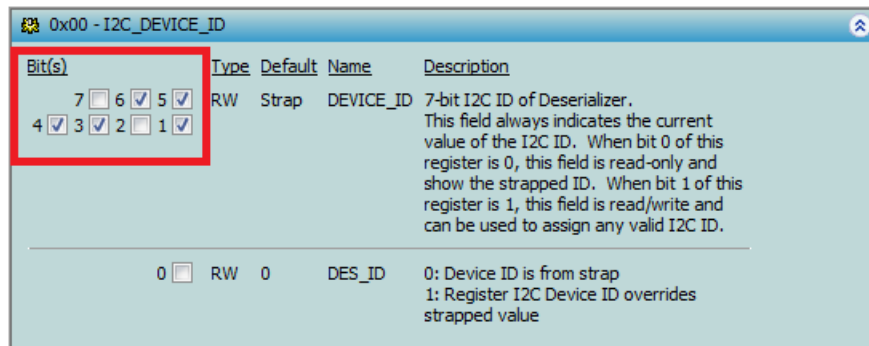 0x00 - I2C_DEVICE_ID
Bit(s) Type Default Name Description
7 6 5 RW Strap DEVICE_ID 7-bit I2C ID of Deserializer.
4 3 2 1 This field always indicates the current
value of the I2C ID. When bit 0 of this
register is 0, this field is read-only and
show the strapped ID. When bit 1 of this
register is 1, this field is read/write and
can be used to assign any valid I2C ID.
0 RW 0 DES_ID 0: Device ID is from strap
1: Register I2C Device ID overrides
strapped value